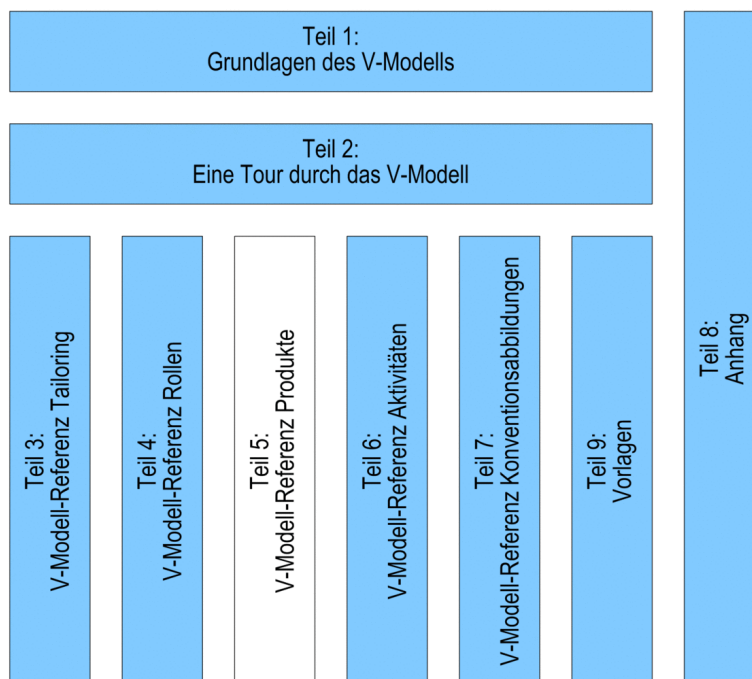 Teil 1:
Grundlagen des V-Modells
Teil 2:
Eine Tour durch das V-Modell
Teil 3:
V-Modell-Referenz Tailoring
Teil 4:
V-Modell-Referenz Rollen
Teil 5:
V-Modell-Referenz Produkte
Teil 6:
V-Modell-Referenz Aktivitäten
Teil 7:
V-Modell-Referenz Konventionsabbildungen
Teil 9:
Vorlagen
Teil 8:
Anhang